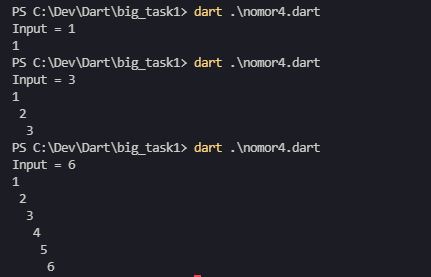 PS C:\Dev\Dart\big_task1> dart .\nomor4.dart
Input = 1
1
PS C:\Dev\Dart\big_task1> dart .\nomor4.dart
Input = 3
1
 2
  3
PS C:\Dev\Dart\big_task1> dart .\nomor4.dart
Input = 6
1
 2
  3
   4
    5
     6